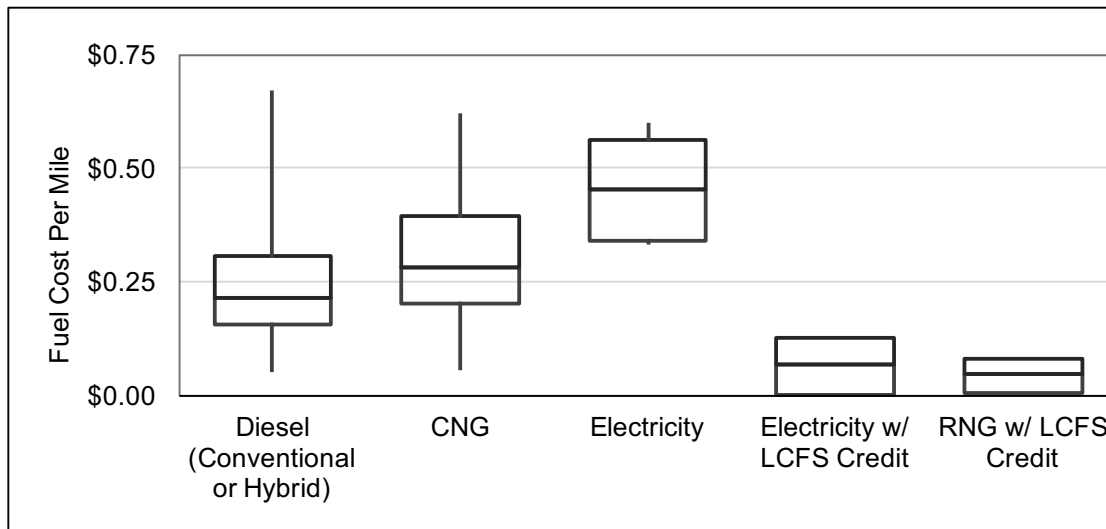 $0.75
$0.50
$0.25
$0.00
Fuel Cost Per Mile
Diesel
(Conventional
or Hybrid)
CNG
Electricity
Electricity w/
LCFS Credit
RNG w/ LCFS
Credit